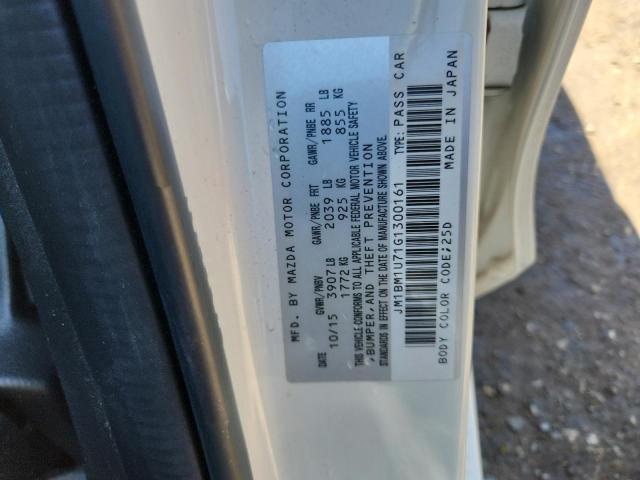 MFD. BY MAZDA MOTOR CORPORATION
DATE GVWR/PNBV GAWR/PNBE FRT GAWR/PNBE RR
10/15 3907 LB 2039 LB 1885 LB
1772 KG 925 KG 855 KG
THIS VEHICLE CONFORMS TO ALL APPLICABLE FEDERAL MOTOR VEHICLE SAFETY
,BUMPER,AND THEFT PREVENTION
STANDARDS IN EFFECT ON THE DATE OF MANUFACTURE SHOWN ABOVE.
JM1BM1U71G1300161 TYPE: PASS CAR
BODY COLOR CODE;25D MADE IN JAPAN